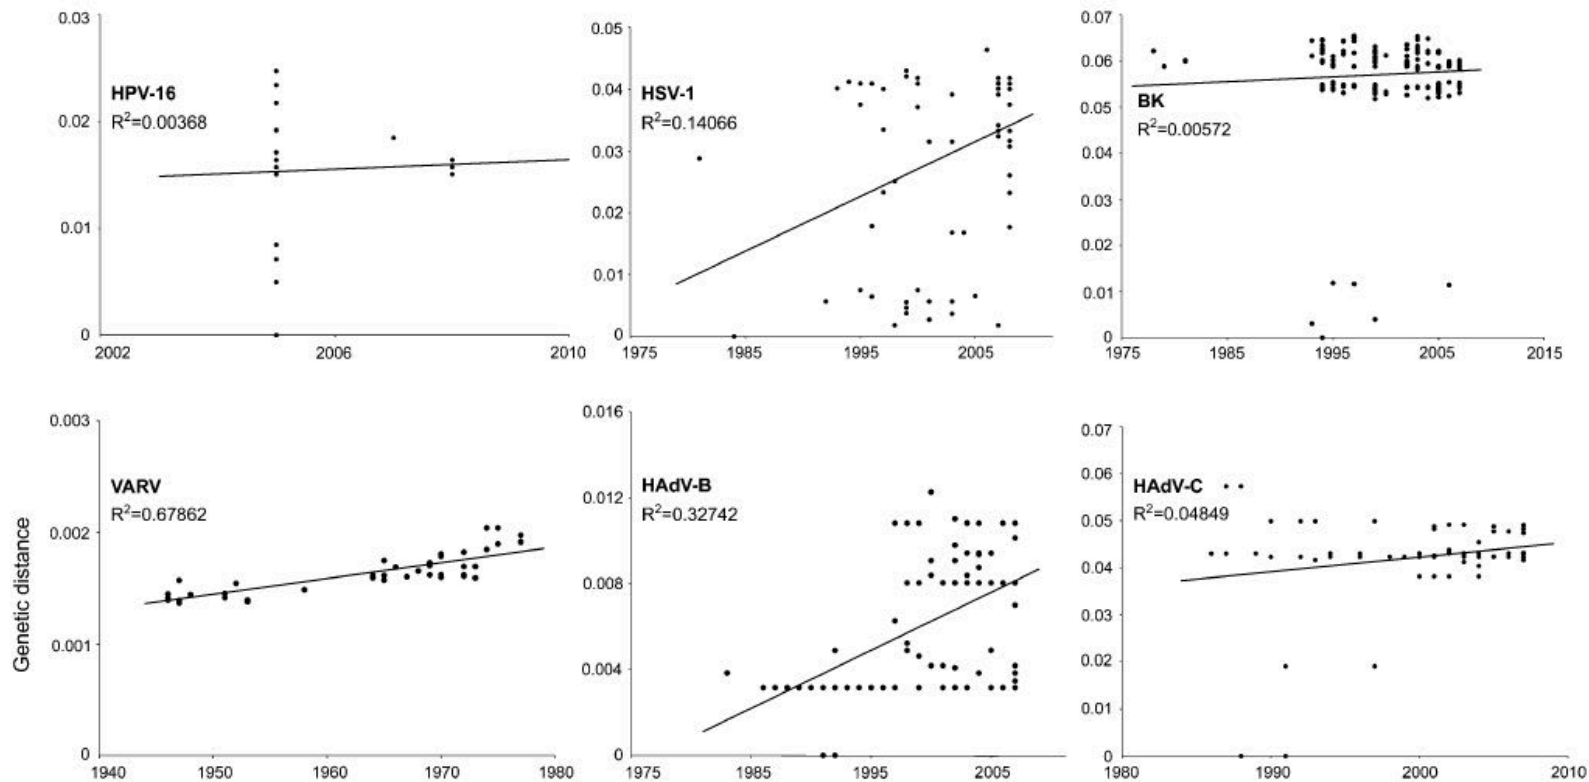 0.03
HPV-16
R²=0.00368
0.02
0.01
0
2002 2006 2010
0.05
0.04
HSV-1
R²=0.14066
0.03
0.02
0.01
0
1975 1985 1995 2005
0.07
0.06
BK
0.05
R²=0.00572
0.04
0.03
0.02
0.01
0
1975 1985 1995 2005 2015
Genetic distance
0.003
VARV
R²=0.67862
0.002
0.001
0
1940 1950 1960 1970 1980
0.016
HAdV-B
0.012
R²=0.32742
0.008
0.004
0
1975 1985 1995 2005
0.07
0.06
HAdV-C
R²=0.04849
0.05
0.04
0.03
0.02
0.01
0
1980 1990 2000 2010